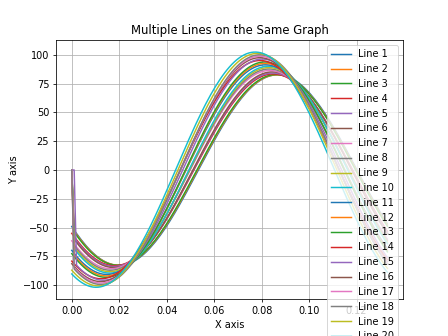 Multiple Lines on the Same Graph
100
75
50
25
0
−25
−50
−75
−100
Y axis
0.00
0.02
0.04
0.06
0.08
0.10
X axis
Line 1
Line 2
Line 3
Line 4
Line 5
Line 6
Line 7
Line 8
Line 9
Line 10
Line 11
Line 12
Line 13
Line 14
Line 15
Line 16
Line 17
Line 18
Line 19
Line 20